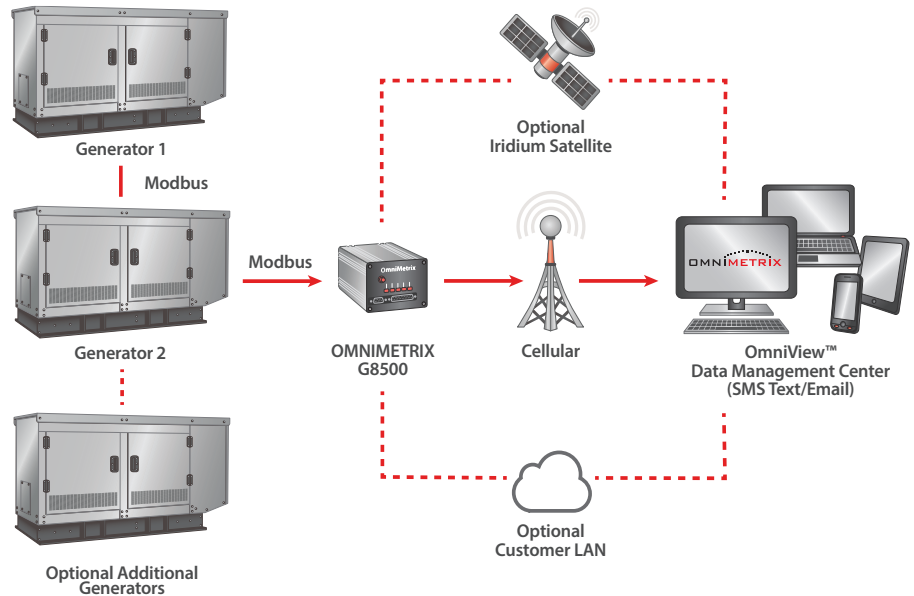 Generator 1
Modbus
Generator 2
Optional Additional
Generators
Modbus
OmniMetrix
OMNIMETRIX
G8500
Optional
Iridium Satellite
Cellular
Optional
Customer LAN
OMNIMETRIX
OmniView™
Data Management Center
(SMS Text/Email)